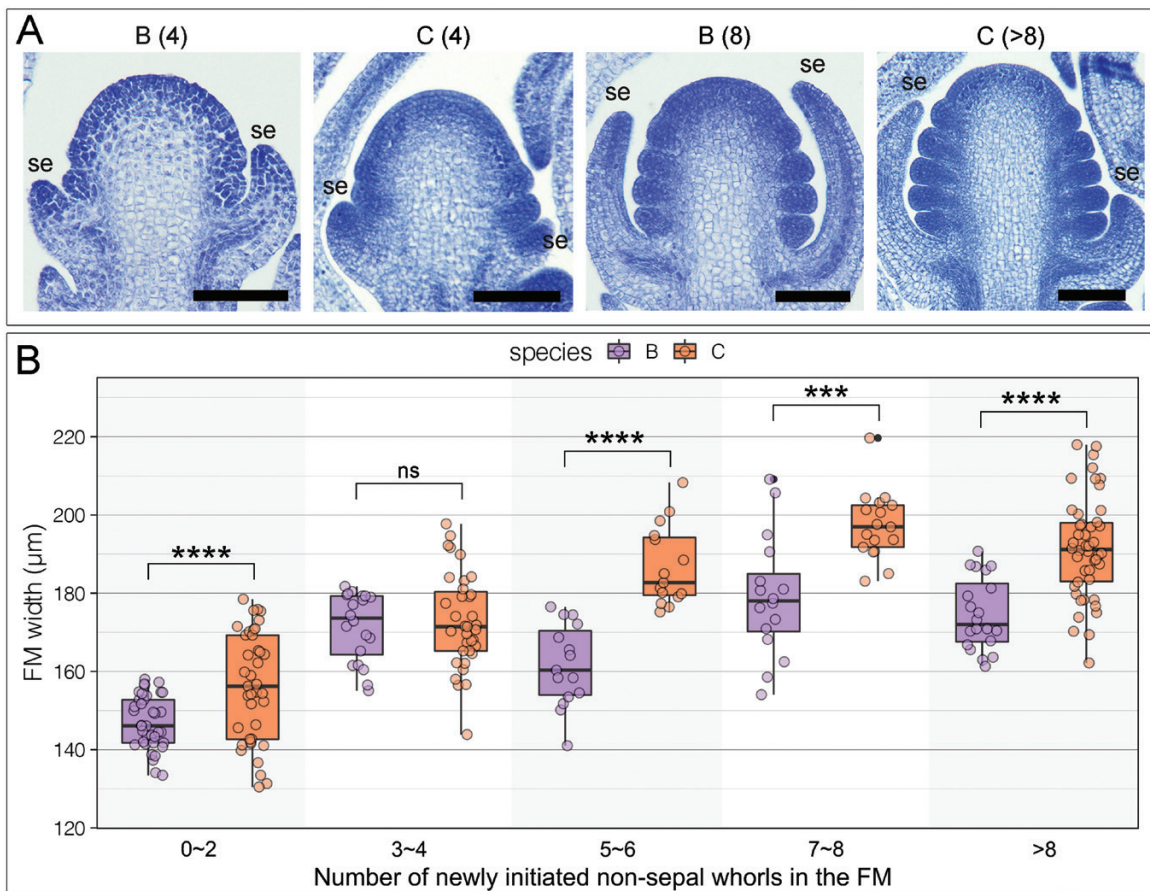 A
B (4)
C (4)
B (8)
C (>8)
se
se
se
se
se
se
se
se
B
species B C
FM width (µm)
220
200
180
160
140
120
****
ns
****
***
****
0~2
3~4
5~6
7~8
>8
Number of newly initiated non-sepal whorls in the FM